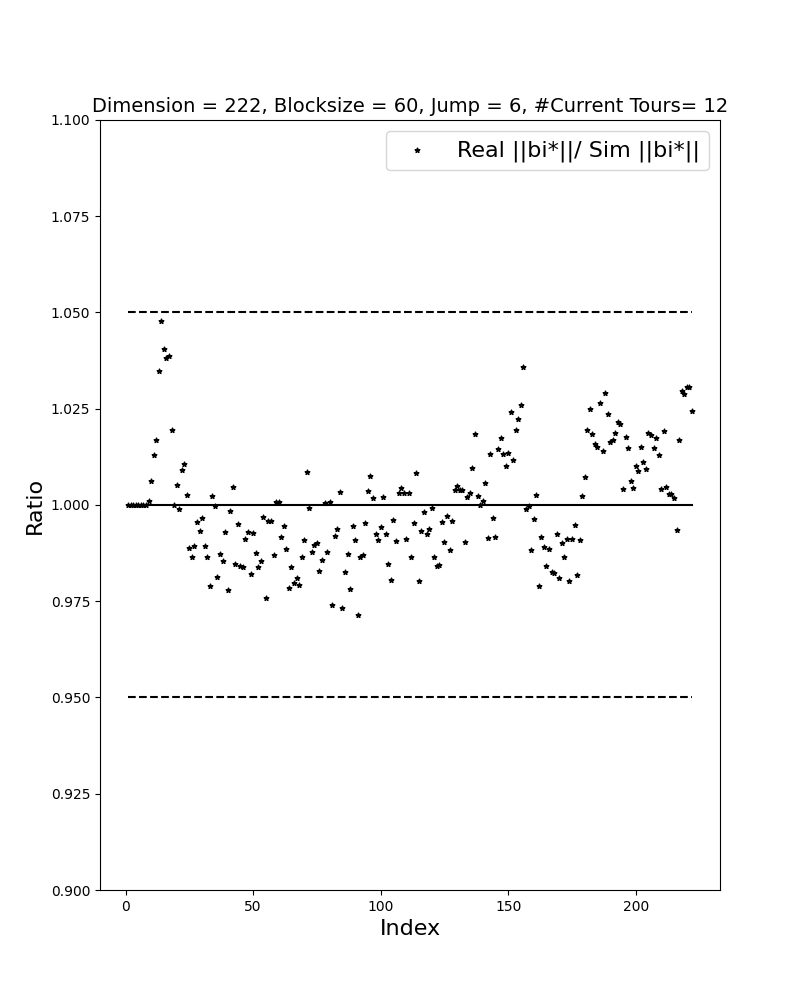 Dimension = 222, Blocksize = 60, Jump = 6, #Current Tours= 12
1.100
Real ||bi*||/ Sim ||bi*||
1.075
1.050
1.025
1.000
0.975
0.950
0.925
0.900
Ratio
0 50 100 150 200
Index